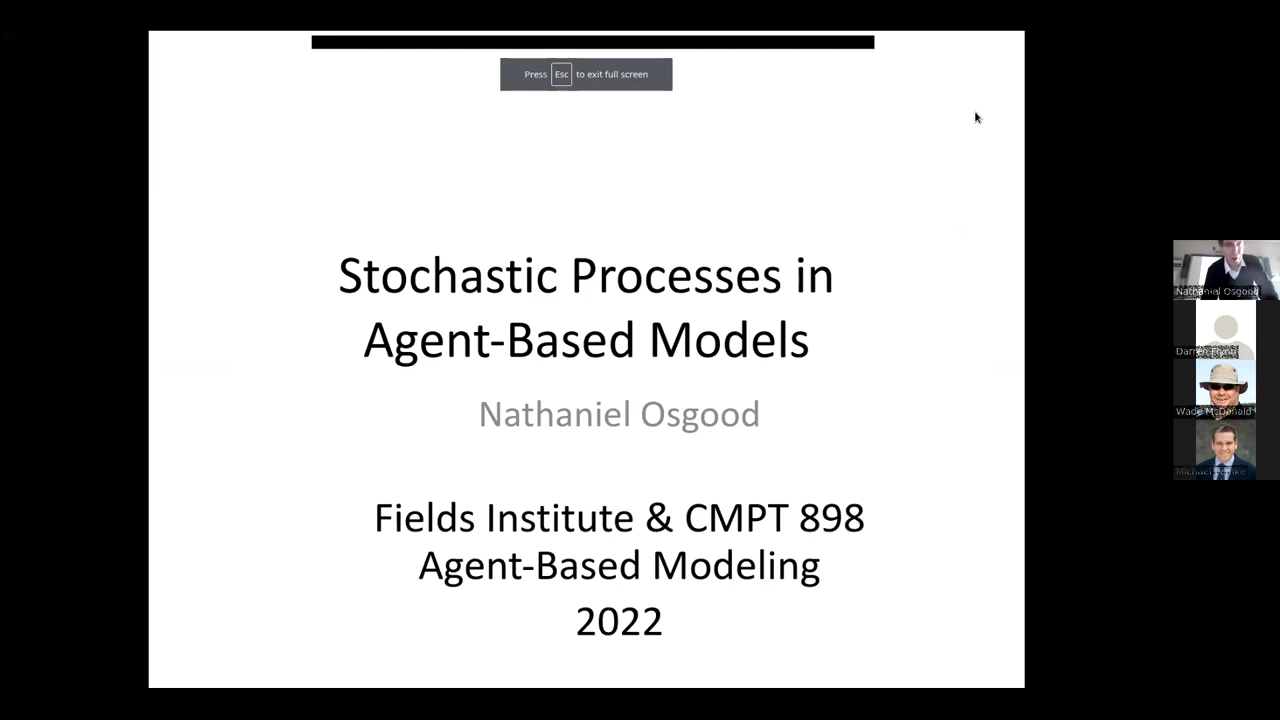 Press Esc to exit full screen
Stochastic Processes in
Agent-Based Models
Nathaniel Osgood
Fields Institute & CMPT 898
Agent-Based Modeling
2022
Nathaniel Osgood
Wade McDonald